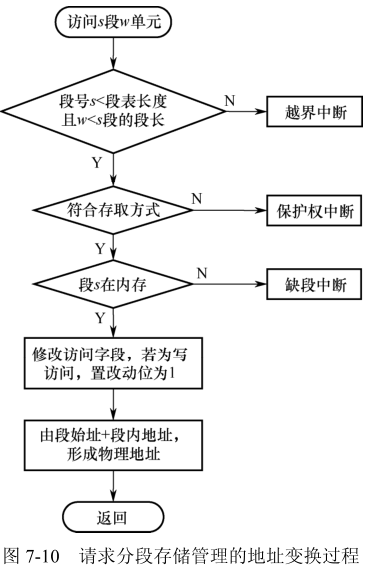 访问s段w单元
段号s<段表长度
且w<s段的段长
N
越界中断
Y
符合存取方式
N
保护权中断
Y
段s在内存
N
缺段中断
Y
修改访问字段，若为写
访问，置改动位为1
由段始址+段内地址，
形成物理地址
返回
图 7-10 请求分段存储管理的地址变换过程